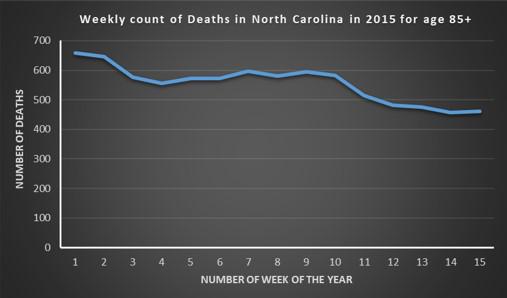 Weekly count of Deaths in North Carolina in 2015 for age 85+
700
600
500
400
300
200
100
0
NUMBER OF DEATHS
1 2 3 4 5 6 7 8 9 10 11 12 13 14 15
NUMBER OF WEEK OF THE YEAR